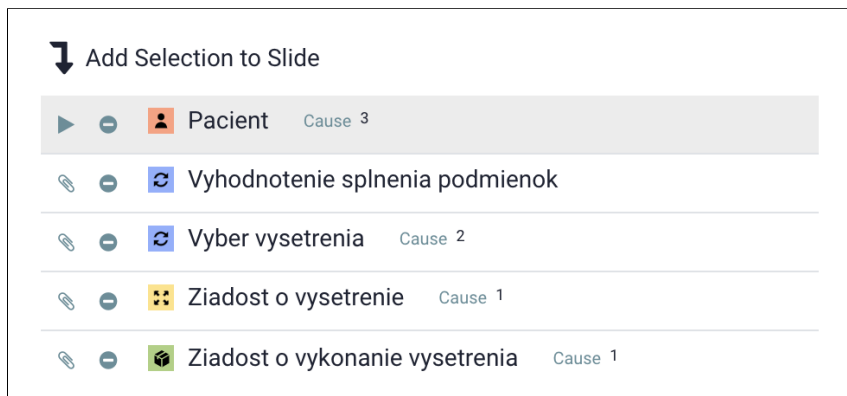 Add Selection to Slide
Pacient Cause 3
Vyhodnotenie splnenia podmienok
Vyber vysetrenia Cause 2
Ziadost o vysetrenie Cause 1
Ziadost o vykonanie vysetrenia Cause 1